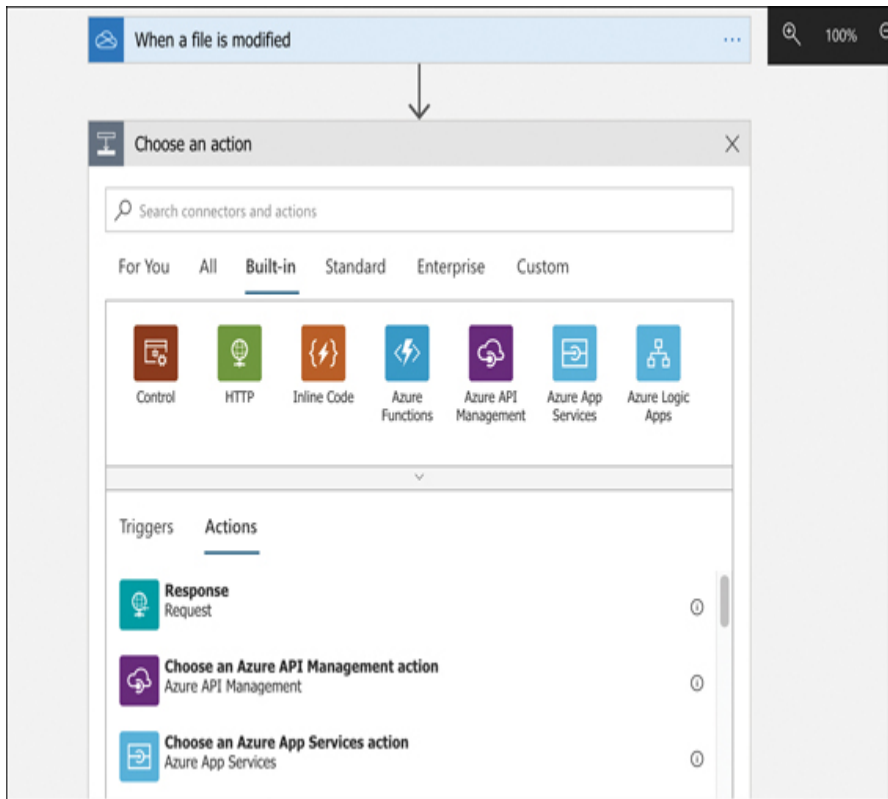 When a file is modified
100%
Choose an action
Search connectors and actions
For You All Built-in Standard Enterprise Custom
Control HTTP Inline Code Azure Azure API Azure App Azure Logic
Functions Management Services Apps
Triggers Actions
Response
Request
Choose an Azure API Management action
Azure API Management
Choose an Azure App Services action
Azure App Services